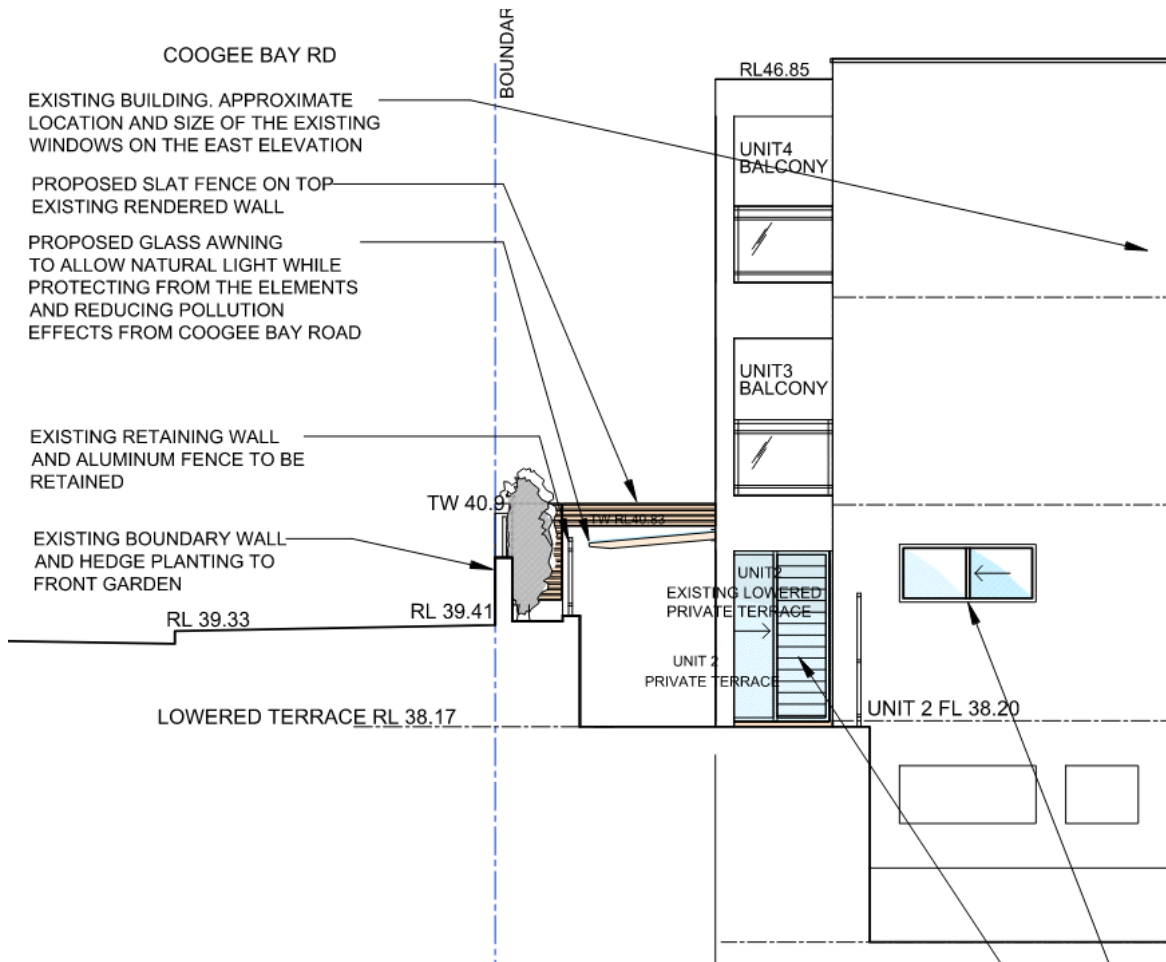 COOGEE BAY RD
BOUNDAR
EXISTING BUILDING. APPROXIMATE
LOCATION AND SIZE OF THE EXISTING
WINDOWS ON THE EAST ELEVATION
PROPOSED SLAT FENCE ON TOP
EXISTING RENDERED WALL
PROPOSED GLASS AWNING
TO ALLOW NATURAL LIGHT WHILE
PROTECTING FROM THE ELEMENTS
AND REDUCING POLLUTION
EFFECTS FROM COOGEE BAY ROAD
EXISTING RETAINING WALL
AND ALUMINUM FENCE TO BE
RETAINED
EXISTING BOUNDARY WALL
AND HEDGE PLANTING TO
FRONT GARDEN
RL46.85
UNIT4
BALCONY
UNIT3
BALCONY
TW 40.9
TW RL40.83
UNIT2
EXISTING LOWERED
PRIVATE TERRACE
UNIT 2
PRIVATE TERRACE
RL 39.33
RL 39.41
LOWERED TERRACE RL 38.17
UNIT 2 FL 38.20